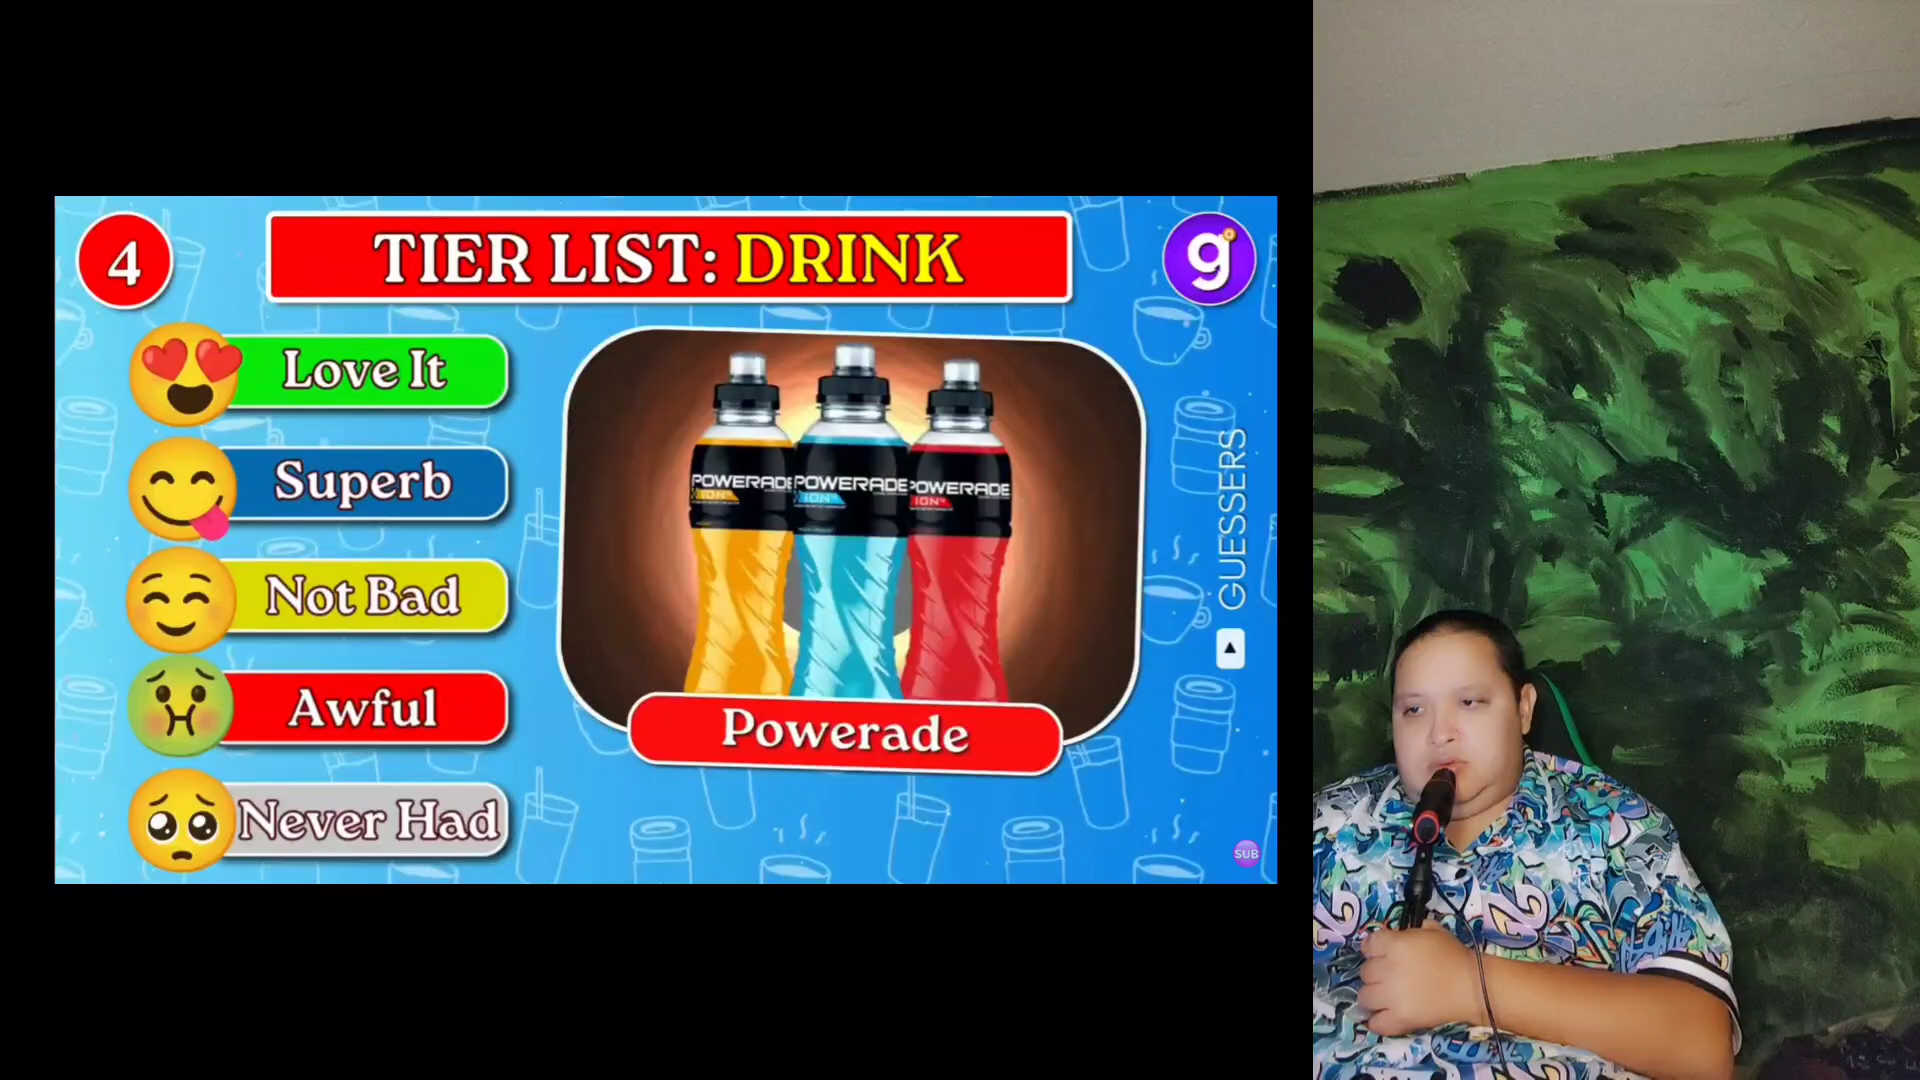 4
TIER LIST: DRINK
g
Love It
Superb
Not Bad
Awful
Never Had
POWERADE
ION
POWERADE
ION
POWERADE
ION
Powerade
GUESSERS
SUB